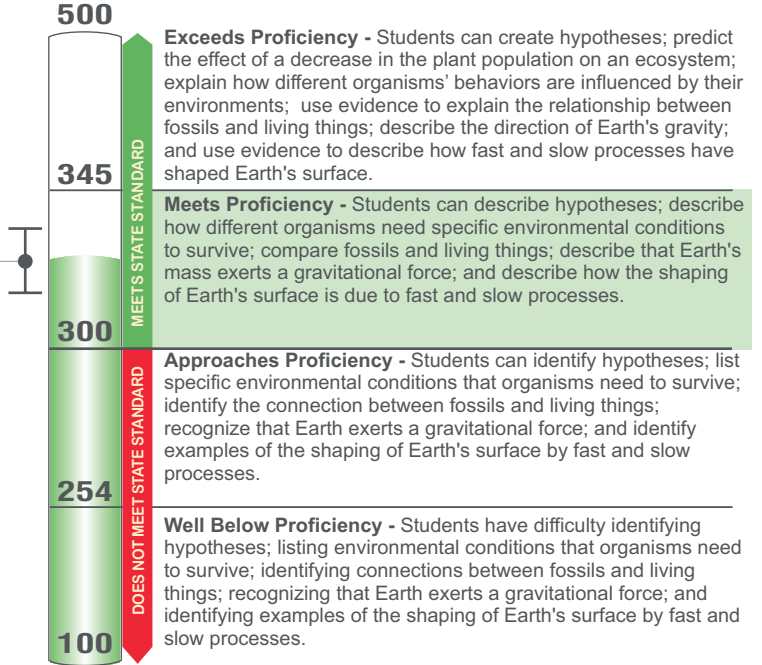 500
Exceeds Proficiency - Students can create hypotheses; predict
the effect of a decrease in the plant population on an ecosystem;
explain how different organisms' behaviors are influenced by their
environments;  use evidence to explain the relationship between
fossils and living things; describe the direction of Earth's gravity;
and use evidence to describe how fast and slow processes have
shaped Earth's surface.
345
MEETS STATE STANDARD
Meets Proficiency - Students can describe hypotheses; describe
how different organisms need specific environmental conditions
to survive; compare fossils and living things; describe that Earth's
mass exerts a gravitational force; and describe how the shaping
of Earth's surface is due to fast and slow processes.
300
Approaches Proficiency - Students can identify hypotheses; list
specific environmental conditions that organisms need to survive;
identify the connection between fossils and living things;
recognize that Earth exerts a gravitational force; and identify
examples of the shaping of Earth's surface by fast and slow
processes.
254
DOES NOT MEET STATE STANDARD
Well Below Proficiency - Students have difficulty identifying
hypotheses; listing environmental conditions that organisms need
to survive; identifying connections between fossils and living
things; recognizing that Earth exerts a gravitational force; and
identifying examples of the shaping of Earth's surface by fast and
slow processes.
100